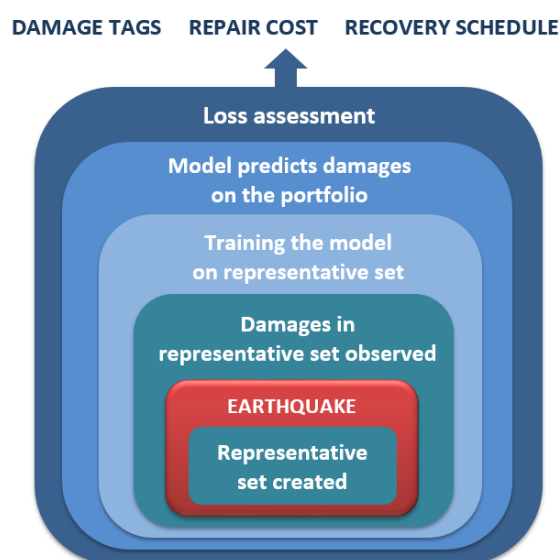 DAMAGE TAGS REPAIR COST RECOVERY SCHEDULE
Loss assessment
Model predicts damages
on the portfolio
Training the model
on representative set
Damages in
representative set observed
EARTHQUAKE
Representative
set created